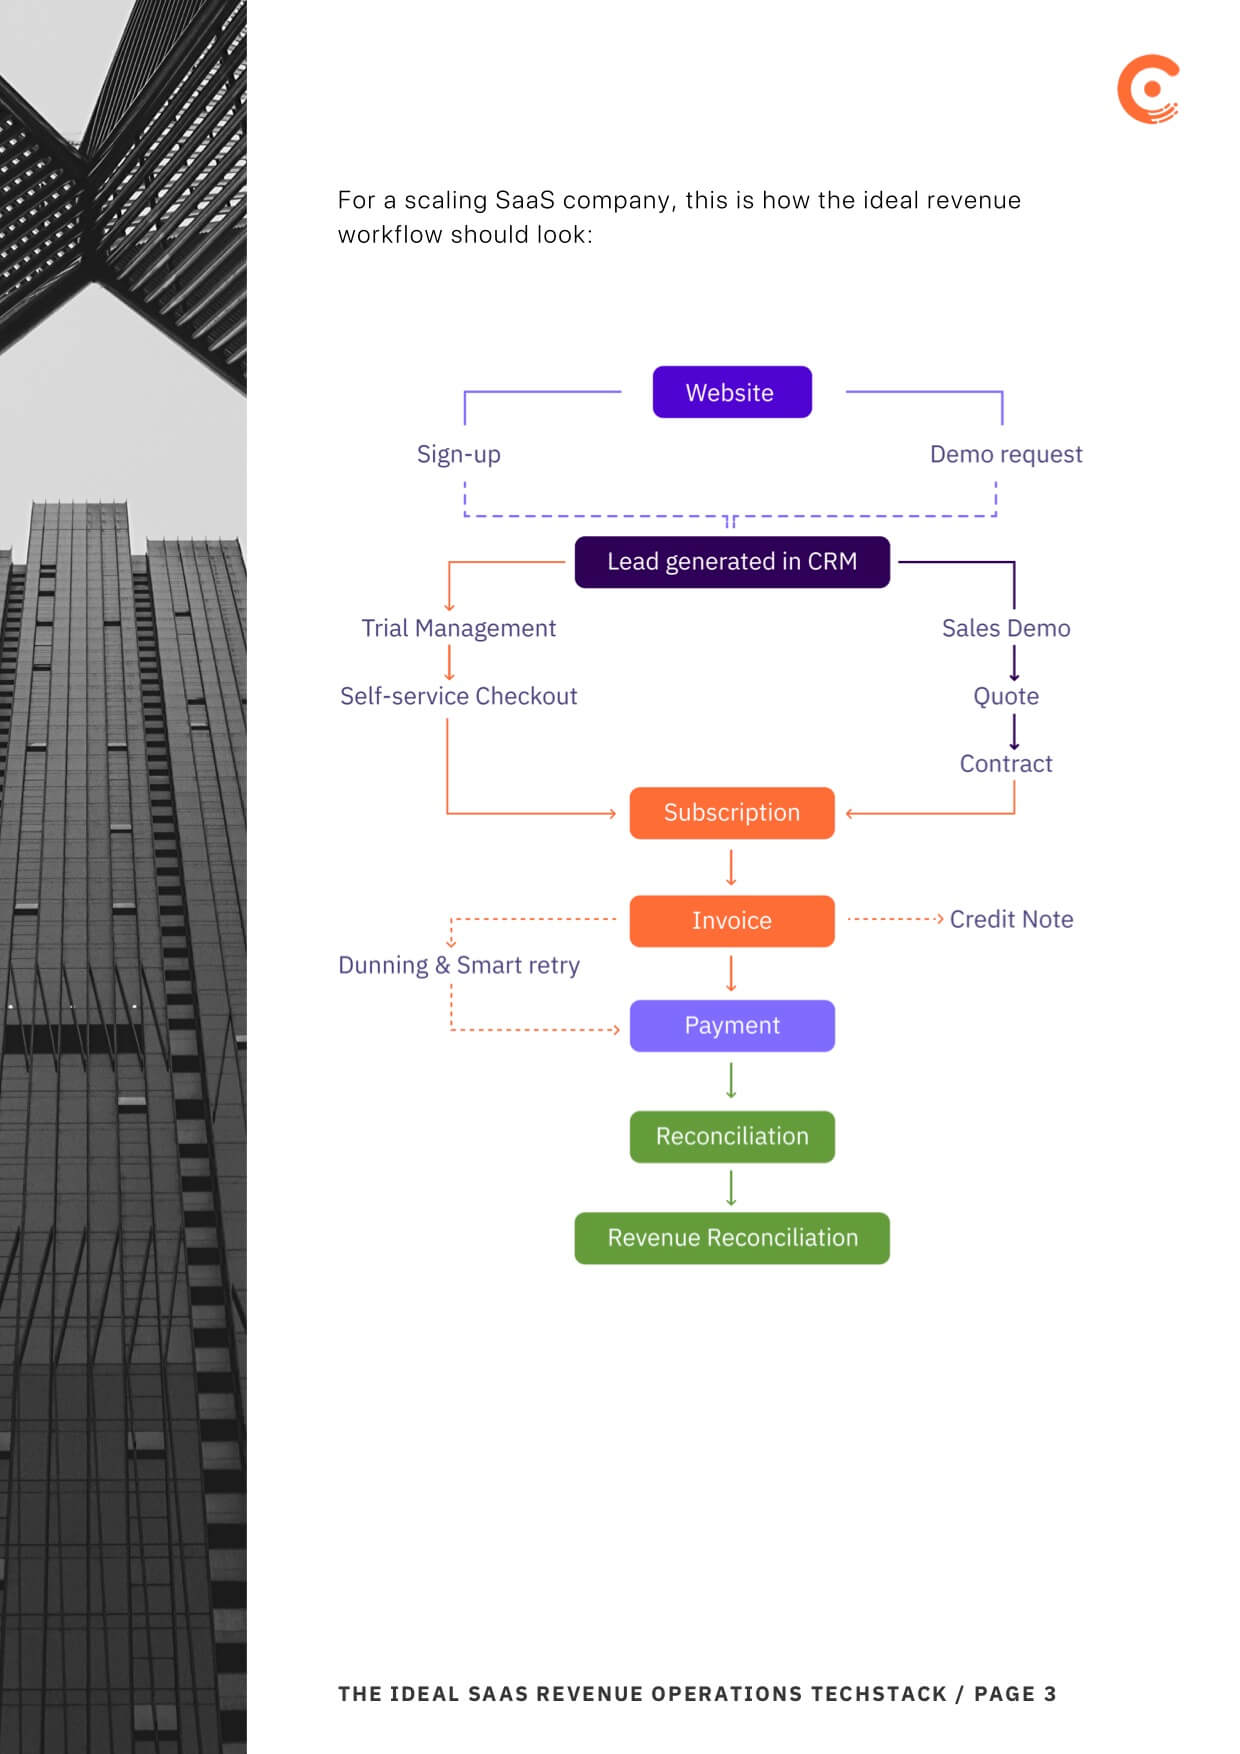 For a scaling SaaS company, this is how the ideal revenue
workflow should look:
Website
Sign-up
Demo request
Lead generated in CRM
Trial Management
Sales Demo
Self-service Checkout
Quote
Contract
Subscription
Invoice
Credit Note
Dunning & Smart retry
Payment
Reconciliation
Revenue Reconciliation
THE IDEAL SAAS REVENUE OPERATIONS TECHSTACK / PAGE 3